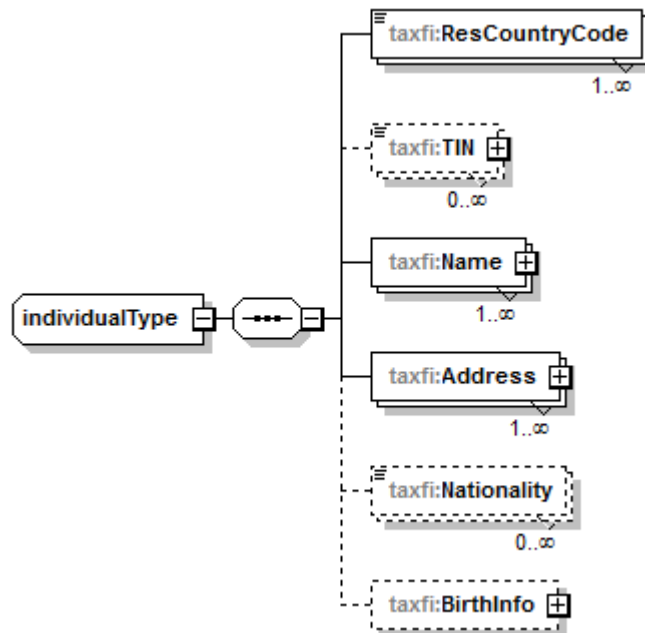 taxfi:ResCountryCode
1..∞
taxfi:TIN
0..∞
taxfi:Name
1..∞
individualType
taxfi:Address
1..∞
taxfi:Nationality
0..∞
taxfi:BirthInfo